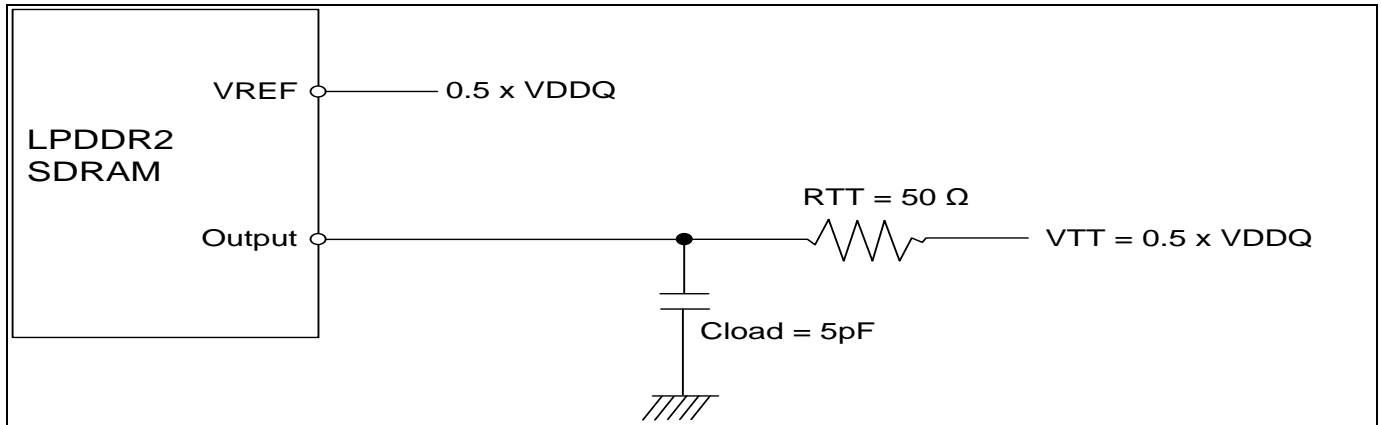 VREF
0.5 x VDDQ
LPDDR2
SDRAM
RTT = 50 Ω
Output
VTT = 0.5 x VDDQ
Cload = 5pF